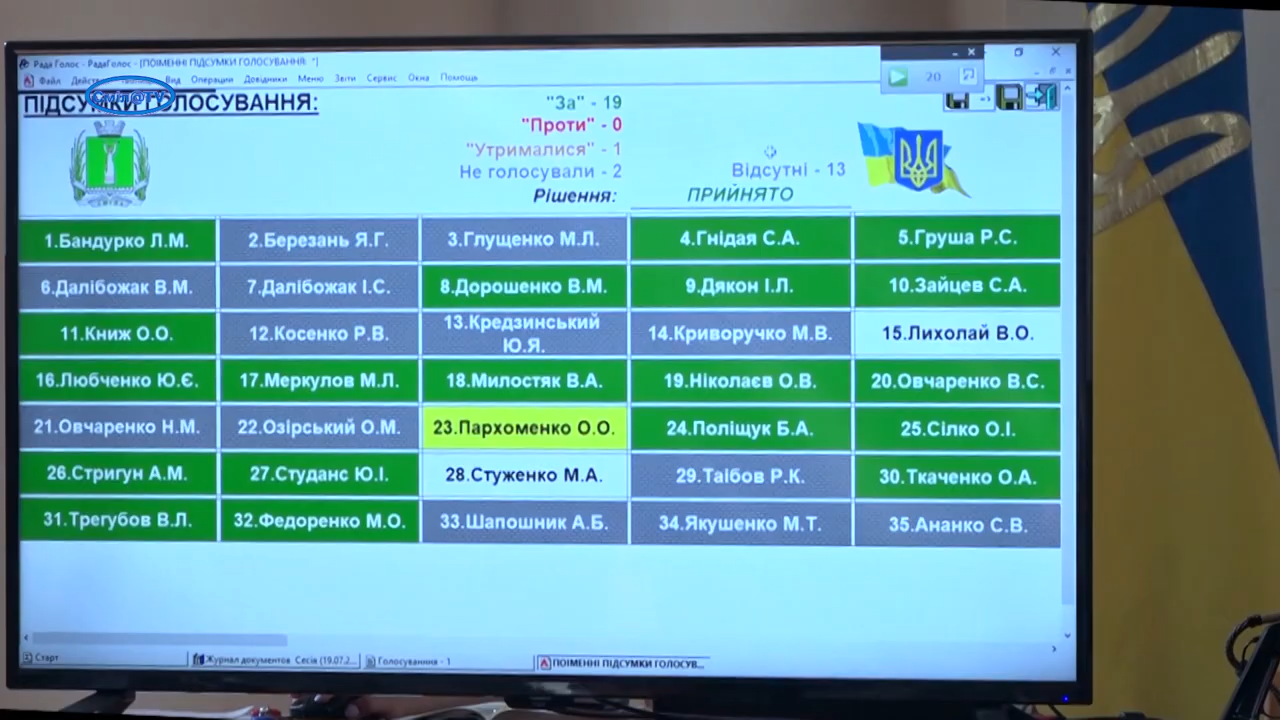 Рада Голос - РадаГолос - [ПОІМЕННІ ПІДСУМКИ ГОЛОСУВАННЯ: "]
Файл Вид Операции Довідники Меню Звіти Сервис Окна Помощь
20
Сміла@TV
ПІДСУМКИ ГОЛОСУВАННЯ:
"За" - 19
"Проти" - 0
"Утрималися" - 1
Не голосували - 2
Відсутні - 13
Рішення: ПРИЙНЯТО
1.Бандурко Л.М. 2.Березань Я.Г. 3.Глущенко М.Л. 4.Гнідая С.А. 5.Груша Р.С.
6.Далібожак В.М. 7.Далібожак І.С. 8.Дорошенко В.М. 9.Дякон І.Л. 10.Зайцев С.А.
11.Книж О.О. 12.Косенко Р.В. 13.Кредзинський Ю.Я. 14.Криворучко М.В. 15.Лихолай В.О.
16.Любченко Ю.Є. 17.Меркулов М.Л. 18.Милостяк В.А. 19.Ніколаєв О.В. 20.Овчаренко В.С.
21.Овчаренко Н.М. 22.Озірський О.М. 23.Пархоменко О.О. 24.Поліщук Б.А. 25.Сілко О.І.
26.Стригун А.М. 27.Студанс Ю.І. 28.Стуженко М.А. 29.Таібов Р.К. 30.Ткаченко О.А.
31.Трегубов В.Л. 32.Федоренко М.О. 33.Шапошник А.Б. 34.Якушенко М.Т. 35.Ананко С.В.
Старт Журнал документов Сесія (19.07.2... Голосування - 1 ПОІМЕННІ ПІДСУМКИ ГОЛОСУВ...